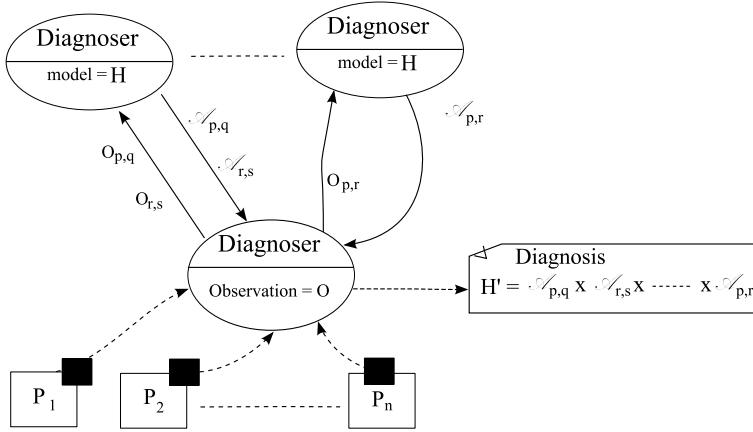 Diagnoser
model = H
Diagnoser
model = H
𝒜p,q
𝒜r,s
𝒜p,r
Op,q
Or,s
Op,r
Diagnoser
Observation = O
Diagnosis
H' = 𝒜p,q x 𝒜r,s x ------ x 𝒜p,r
P1
P2
Pn